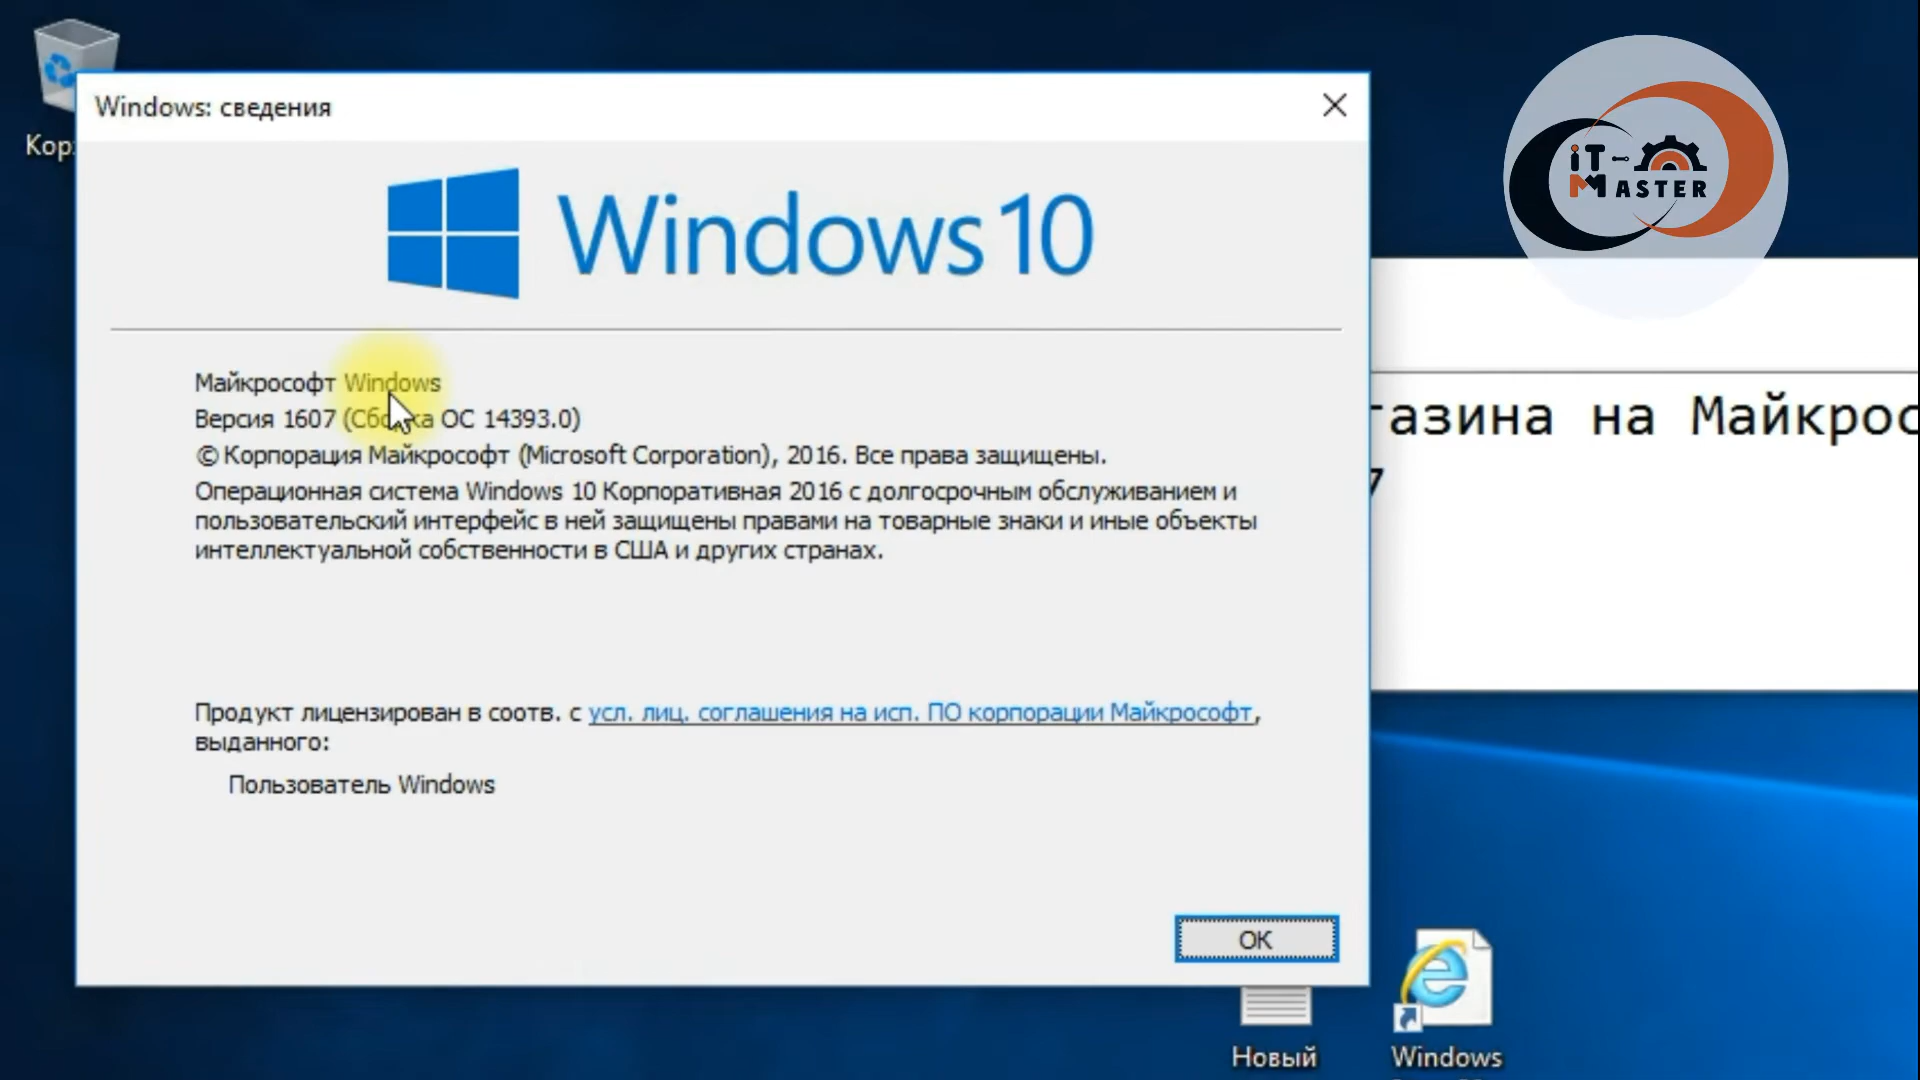 Windows: сведения
iT-
MASTER
Windows 10
Майкрософт Windows
Версия 1607 (Сборка ОС 14393.0)
© Корпорация Майкрософт (Microsoft Corporation), 2016. Все права защищены.
Операционная система Windows 10 Корпоративная 2016 с долгосрочным обслуживанием и
пользовательский интерфейс в ней защищены правами на товарные знаки и иные объекты
интеллектуальной собственности в США и других странах.
газина на Майкрос
7
Продукт лицензирован в соотв. с усл. лиц. соглашения на исп. ПО корпорации Майкрософт,
выданного:
Пользователь Windows
ОК
Новый
Windows